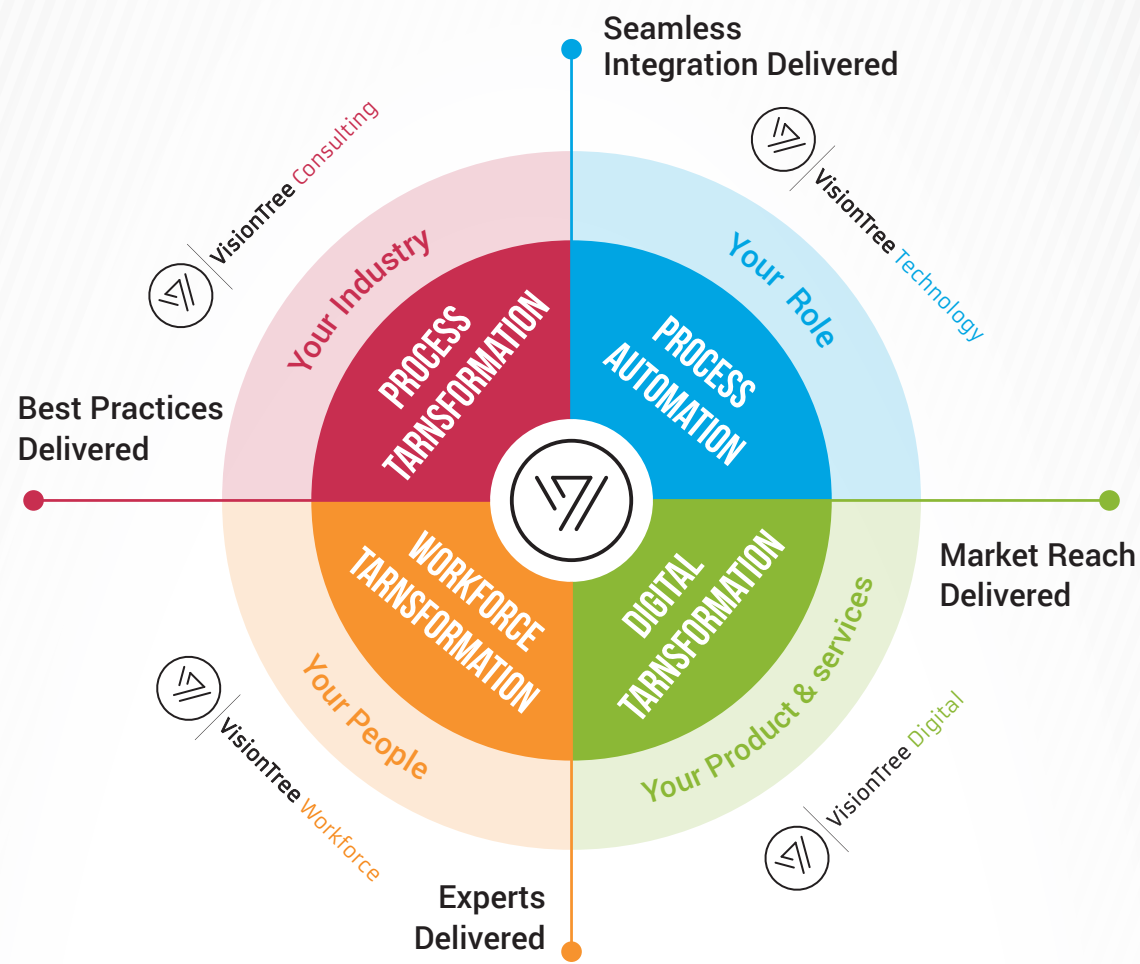 Seamless
Integration Delivered
VisionTree Consulting
VisionTree Technology
Your Industry
Your Role
PROCESS
TARNSFORMATION
PROCESS
AUTOMATION
Best Practices
Delivered
Market Reach
Delivered
WORKFORCE
TARNSFORMATION
DIGITAL
TARNSFORMATION
Your People
Your Product & services
VisionTree Workforce
VisionTree Digital
Experts
Delivered